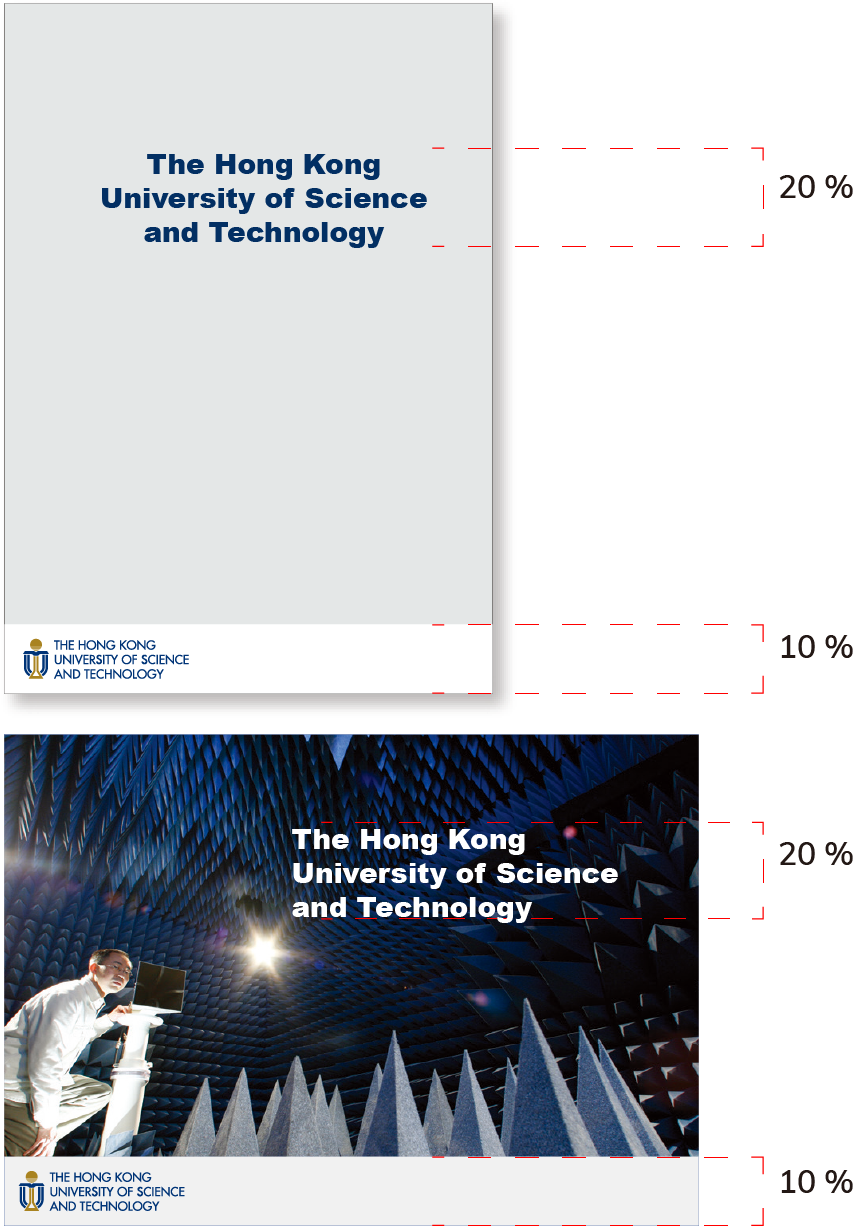 The Hong Kong
University of Science
and Technology
20 %
THE HONG KONG
UNIVERSITY OF SCIENCE
AND TECHNOLOGY
10 %
The Hong Kong
University of Science
and Technology
20 %
THE HONG KONG
UNIVERSITY OF SCIENCE
AND TECHNOLOGY
10 %